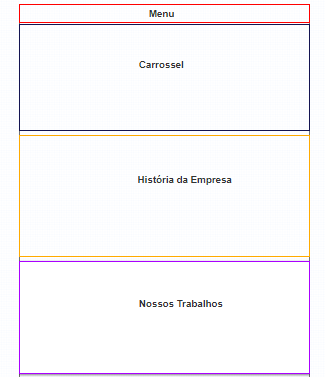 Menu
Carrossel
História da Empresa
Nossos Trabalhos